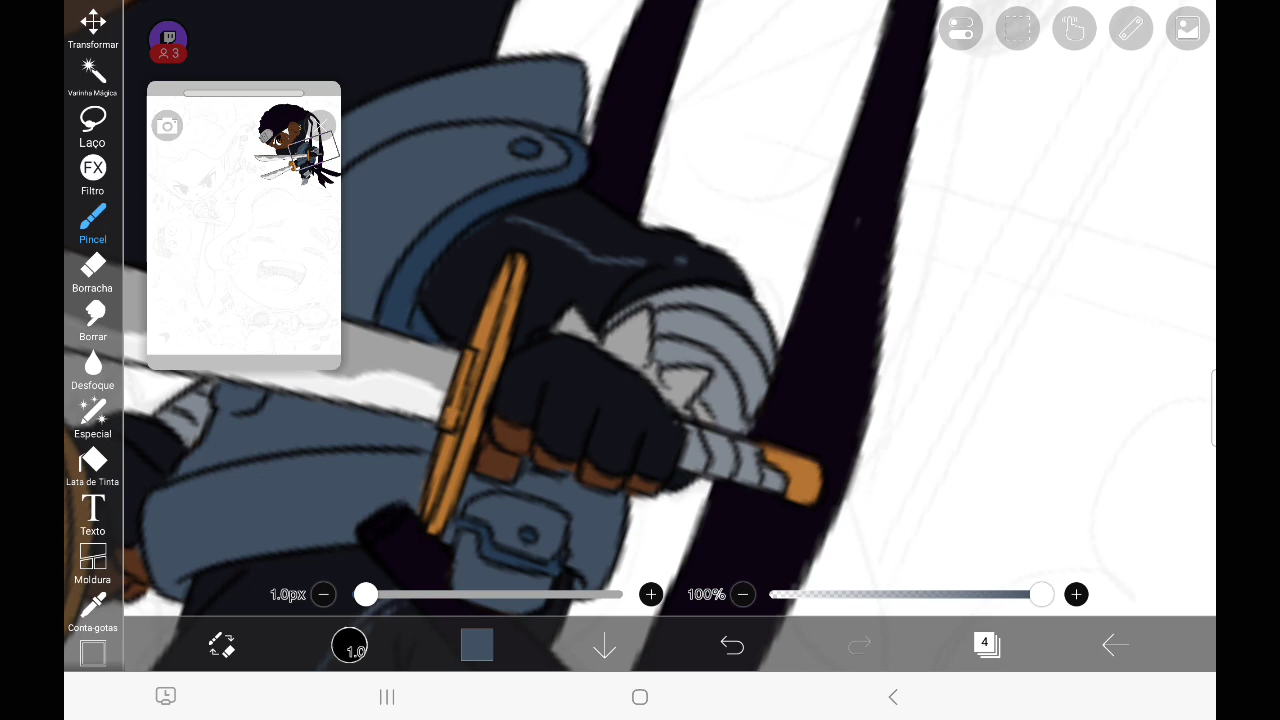 Transformar
Varinha Mágica
Laço
FX
Filtro
Pincel
Borracha
Borrar
Desfoque
Especial
Lata de Tinta
T
Texto
Moldura
Conta-gotas
3
1.0px
100%
1.0
4